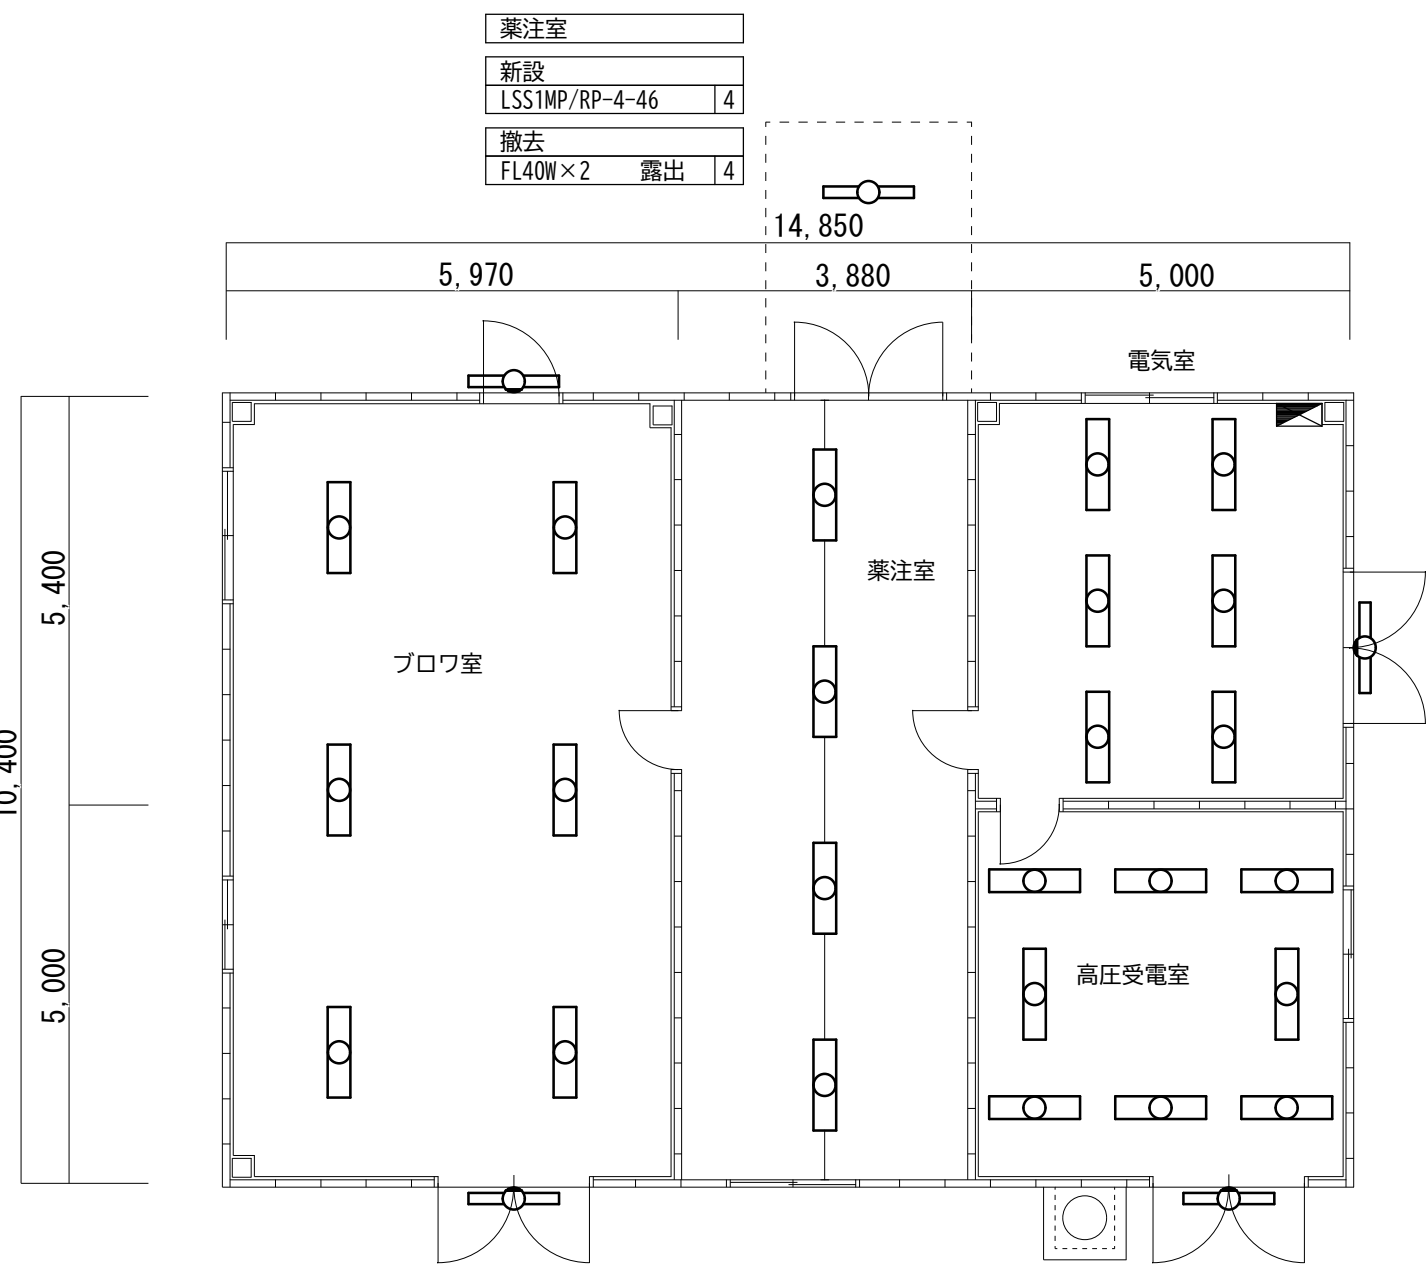 薬注室
新設
LSS1MP/RP-4-46 4
撤去
FL40W×2 露出 4
14,850
5,970 3,880 5,000
電気室
5,400
薬注室
ブロワ室
10,400
5,000
高圧受電室